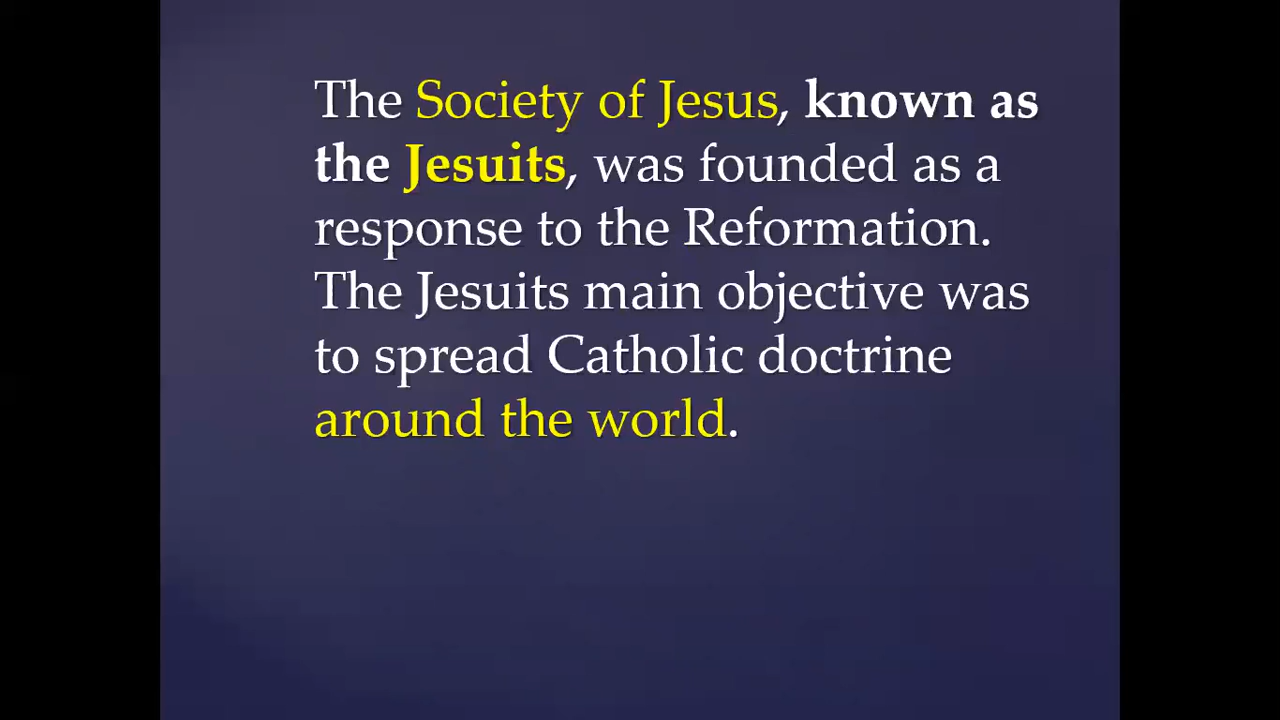 The Society of Jesus, known as
the Jesuits, was founded as a
response to the Reformation.
The Jesuits main objective was
to spread Catholic doctrine
around the world.